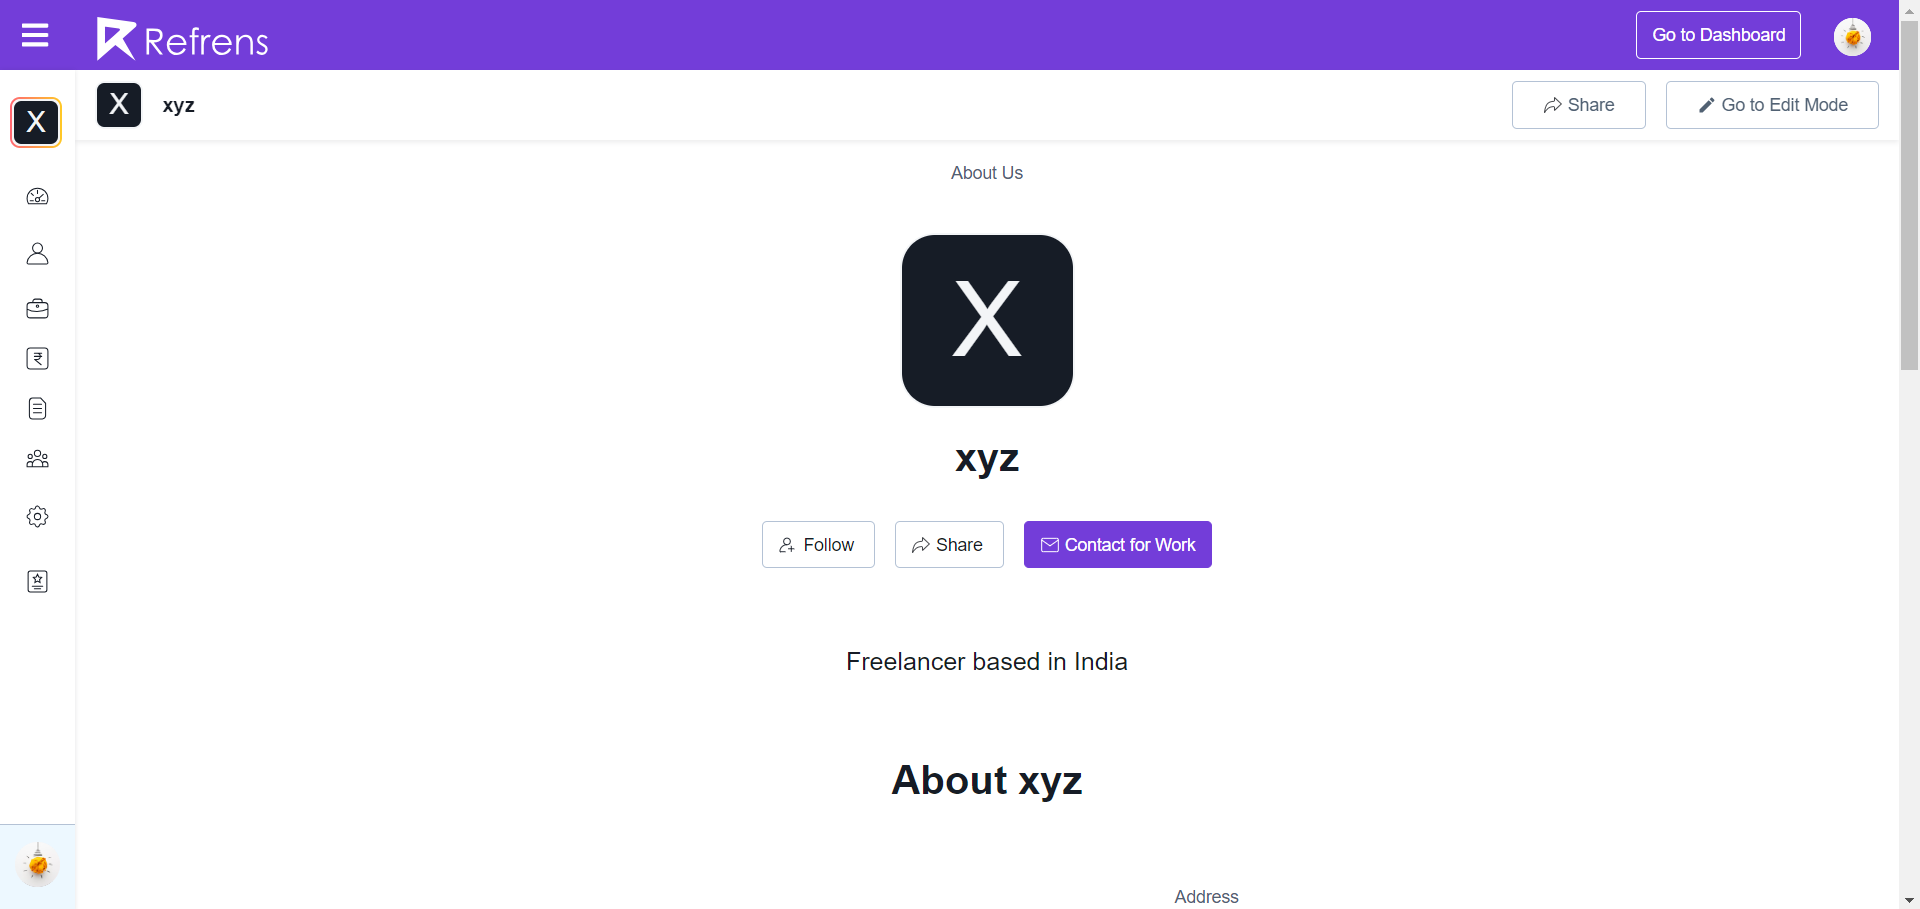 Refrens
Go to Dashboard
X
X
xyz
Share
Go to Edit Mode
About Us
X
xyz
Follow
Share
Contact for Work
Freelancer based in India
About xyz
Address